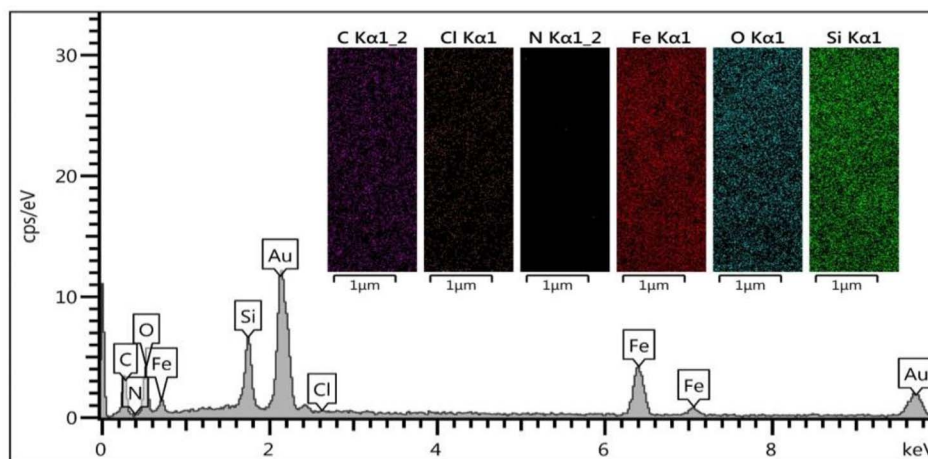 C Kα1_2 Cl Kα1 N Kα1_2 Fe Kα1 O Kα1 Si Kα1
1μm 1μm 1μm 1μm 1μm 1μm
cps/eV
30
20
10
0
C
N
O
Fe
Si
Au
Cl
Fe
Fe
Au
0 2 4 6 8 keV